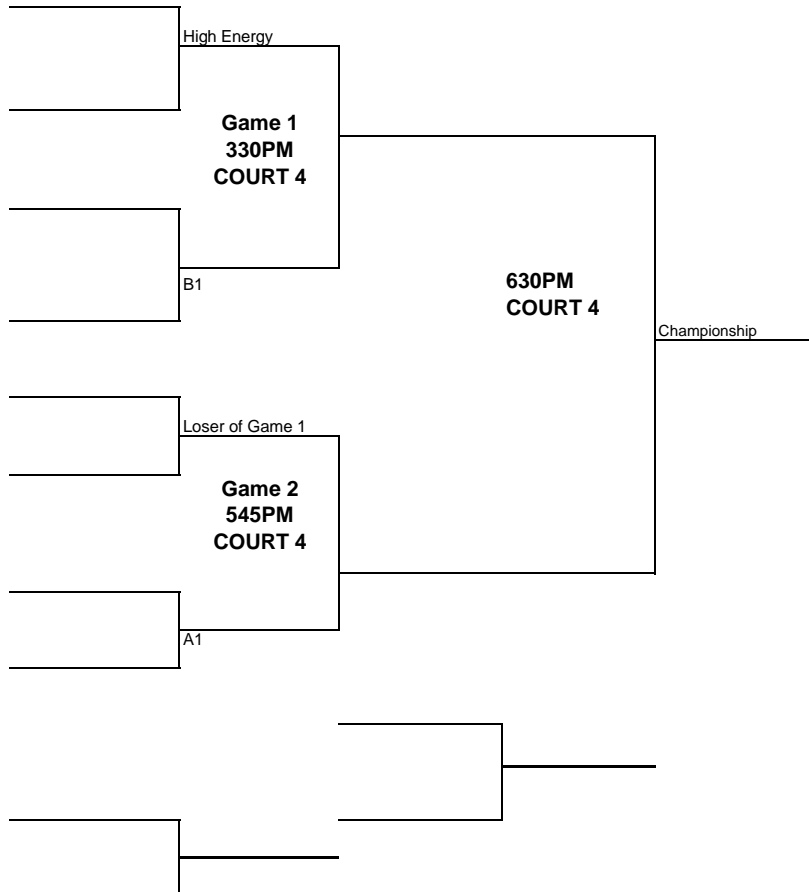 High Energy
Game 1
330PM
COURT 4
B1
630PM
COURT 4
Championship
Loser of Game 1
Game 2
545PM
COURT 4
A1